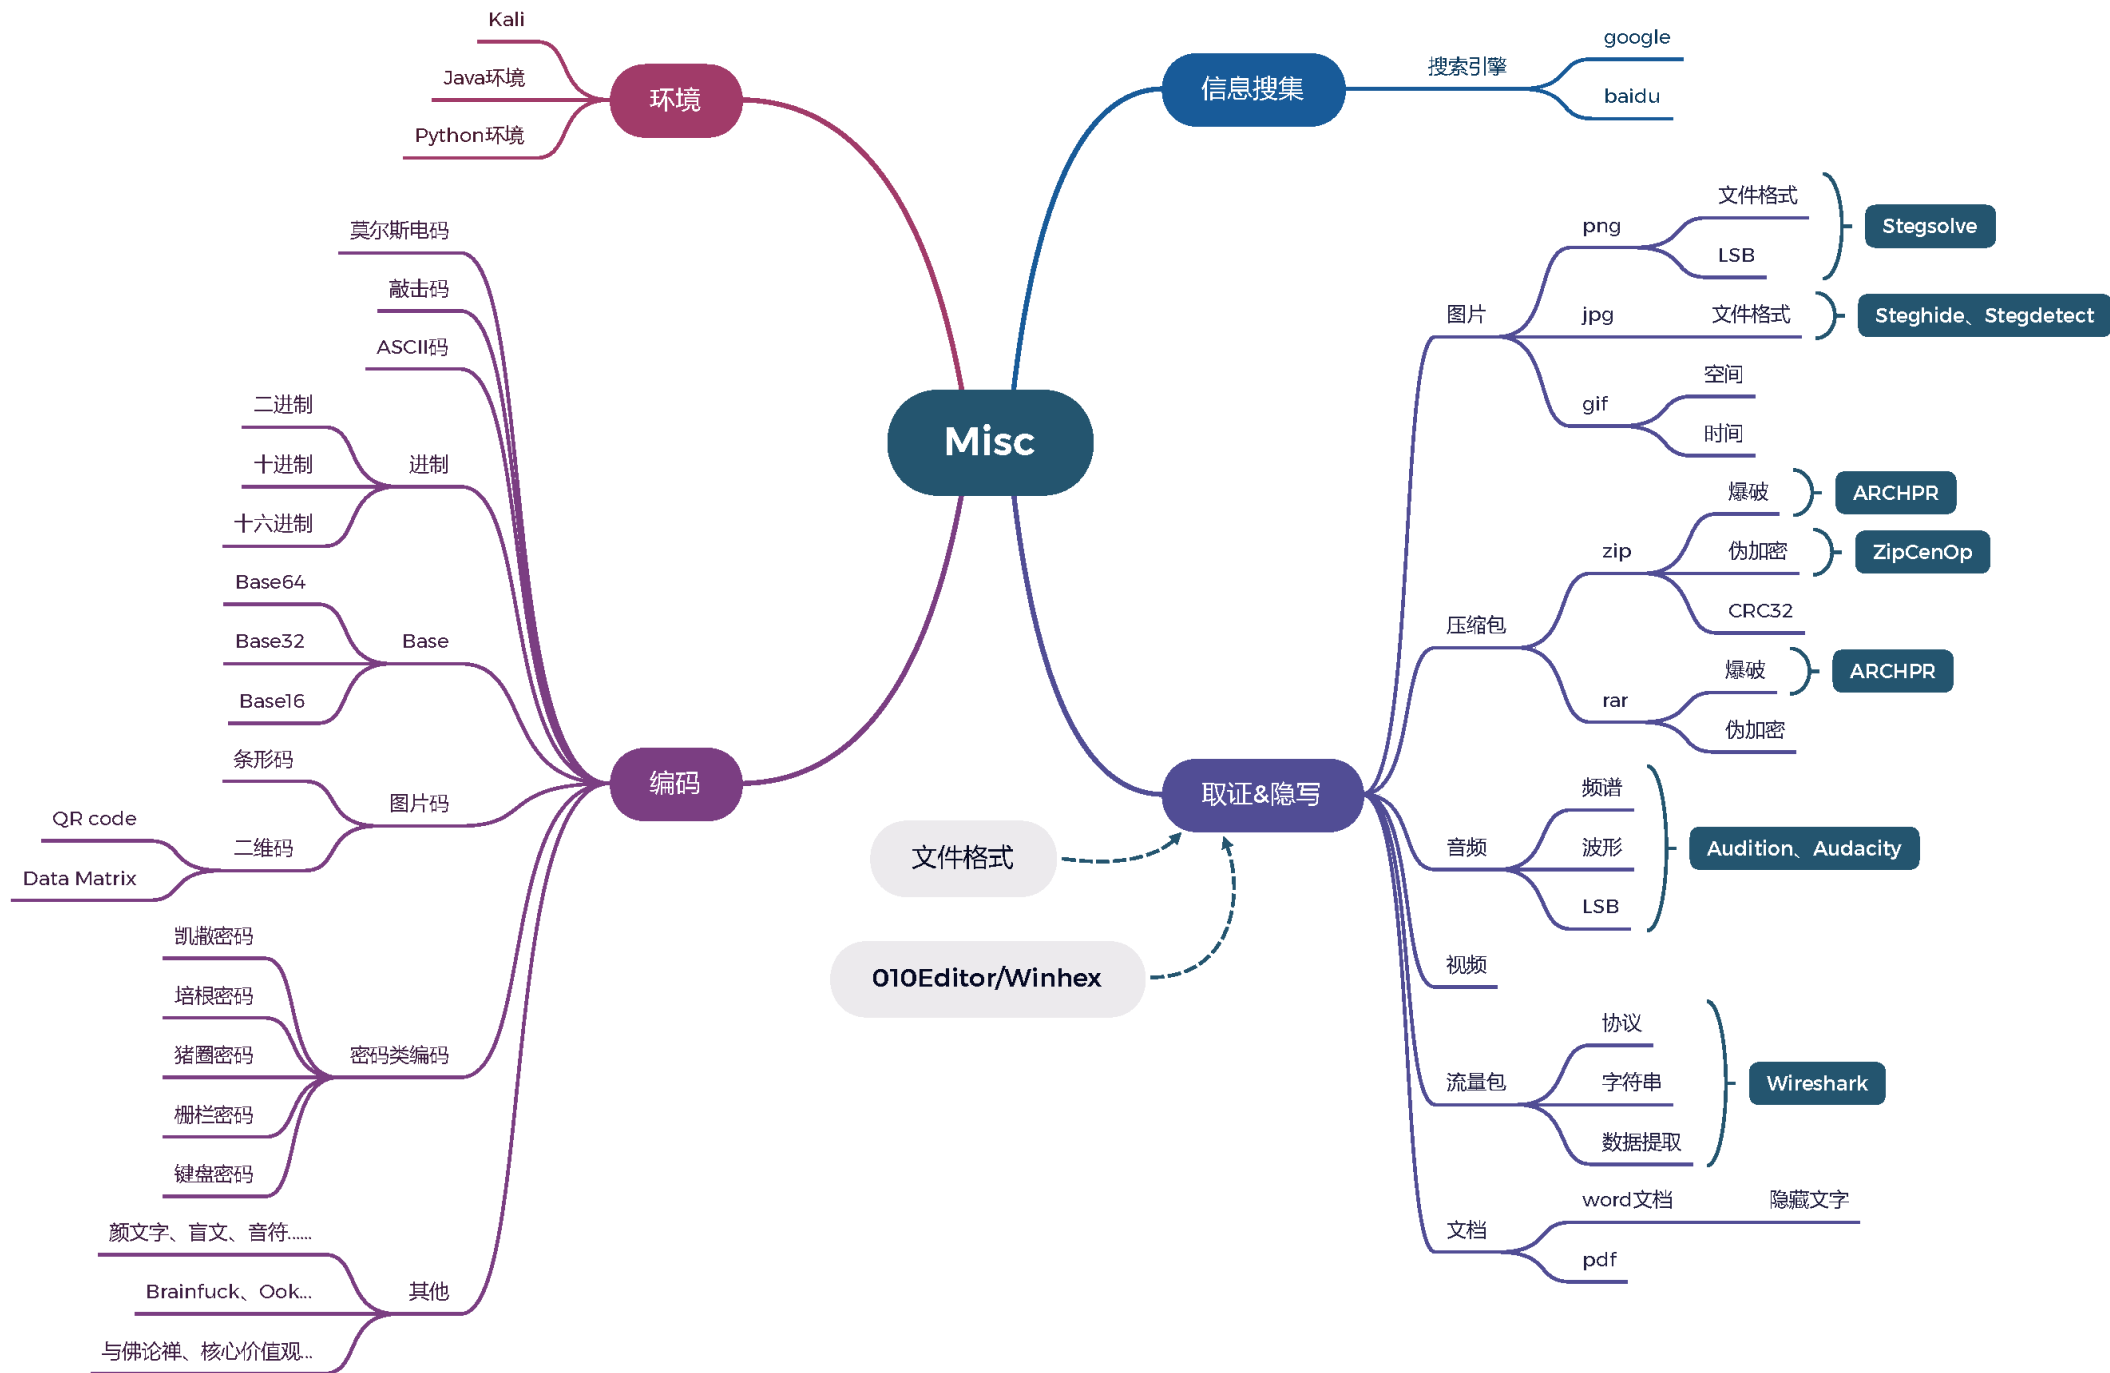 Misc
环境
Kali
Java环境
Python环境
信息搜集
搜索引擎
google
baidu
编码
莫尔斯电码
敲击码
ASCII码
进制
二进制
十进制
十六进制
Base
Base64
Base32
Base16
图片码
条形码
二维码
QR code
Data Matrix
密码类编码
凯撒密码
培根密码
猪圈密码
栅栏密码
键盘密码
其他
颜文字、盲文、音符......
Brainfuck、Ook...
与佛论禅、核心价值观...
取证&隐写
文件格式
010Editor/Winhex
图片
png
文件格式
LSB
Stegsolve
jpg
文件格式
Steghide、Stegdetect
gif
空间
时间
压缩包
zip
爆破
ARCHPR
伪加密
ZipCenOp
CRC32
rar
爆破
ARCHPR
伪加密
音频
频谱
波形
LSB
Audition、Audacity
视频
流量包
协议
字符串
数据提取
Wireshark
文档
word文档
隐藏文字
pdf